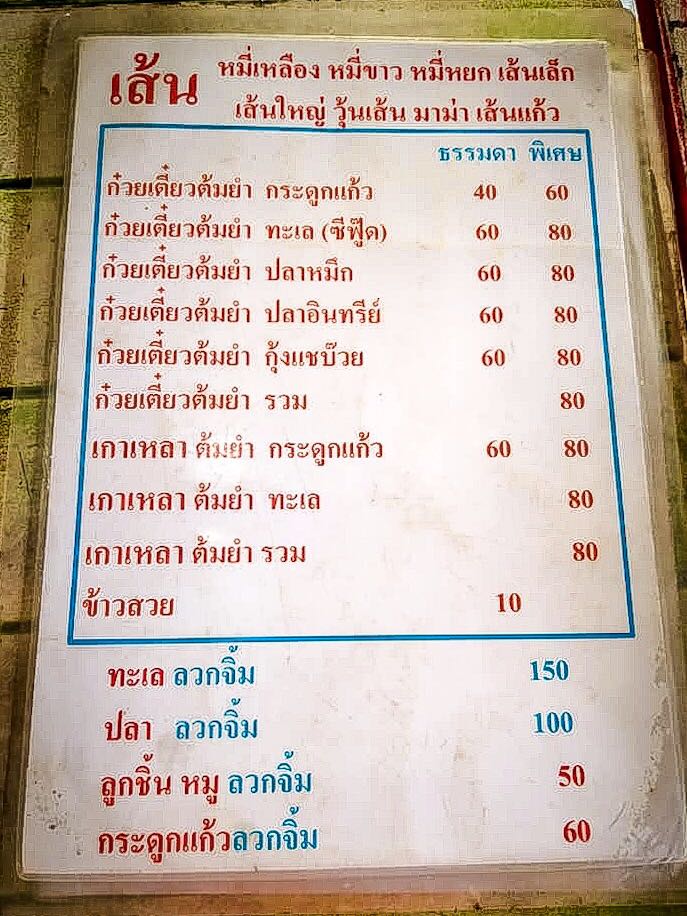 เส้น หมี่เหลือง หมี่ขาว หมี่หยก เส้นเล็ก
เส้นใหญ่ วุ้นเส้น มาม่า เส้นแก้ว
ธรรมดา พิเศษ
ก๋วยเตี๋ยวต้มยำ กระดูกแก้ว 40 60
ก๋วยเตี๋ยวต้มยำ ทะเล (ซีฟู๊ด) 60 80
ก๋วยเตี๋ยวต้มยำ ปลาหมึก 60 80
ก๋วยเตี๋ยวต้มยำ ปลาอินทรีย์ 60 80
ก๋วยเตี๋ยวต้มยำ กุ้งแชบ๊วย 60 80
ก๋วยเตี๋ยวต้มยำ รวม 80
เกาเหลา ต้มยำ กระดูกแก้ว 60 80
เกาเหลา ต้มยำ ทะเล 80
เกาเหลา ต้มยำ รวม 80
ข้าวสวย 10
ทะเล ลวกจิ้ม 150
ปลา ลวกจิ้ม 100
ลูกชิ้น หมู ลวกจิ้ม 50
กระดูกแก้วลวกจิ้ม 60